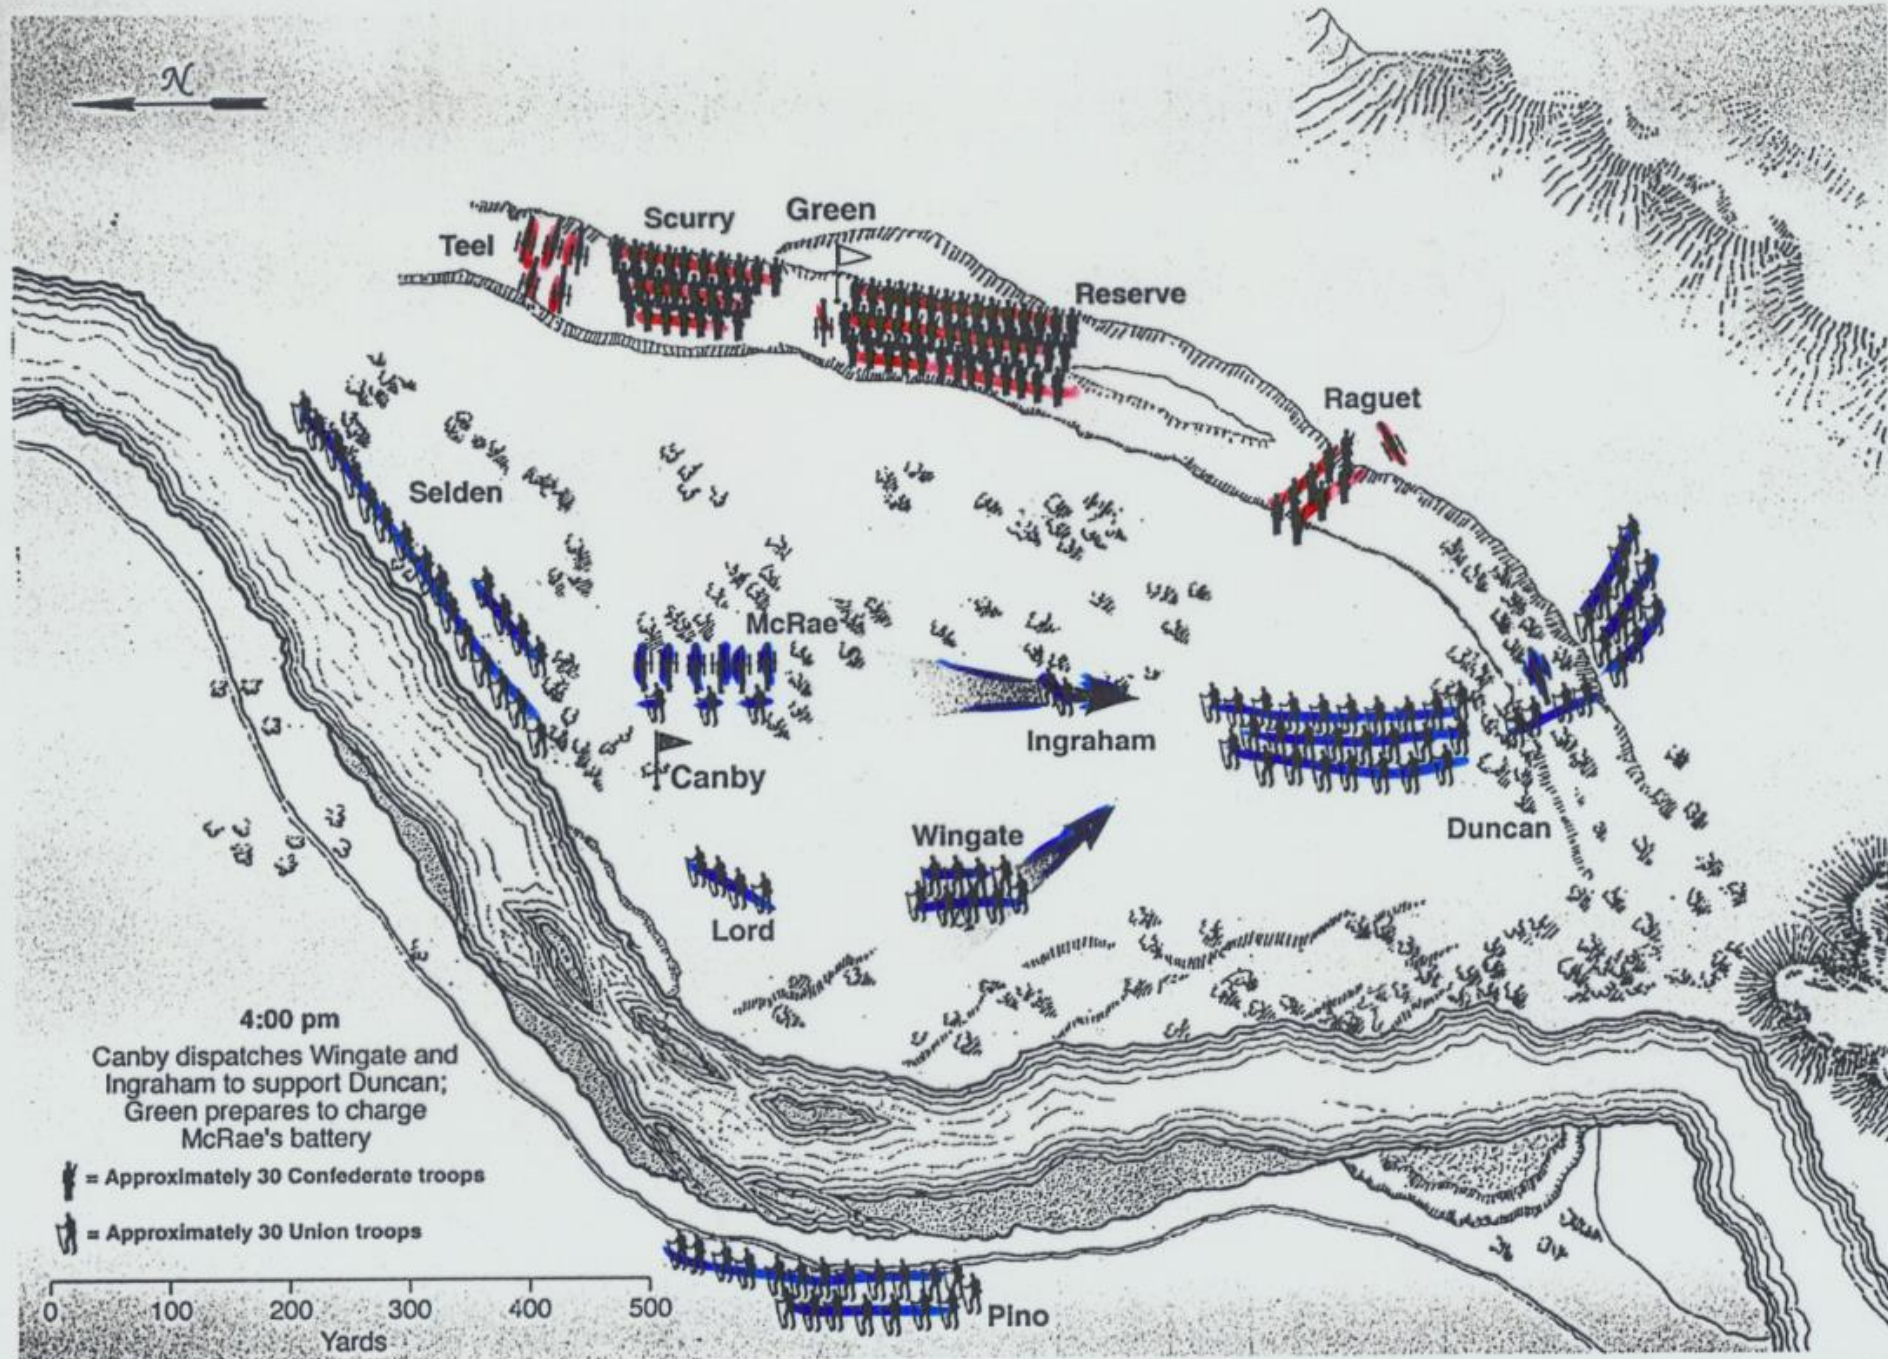 N
Scurry
Green
Teel
Reserve
Raguet
Selden
McRae
Ingraham
Canby
Duncan
Wingate
Lord
4:00 pm
Canby dispatches Wingate and
Ingraham to support Duncan;
Green prepares to charge
McRae's battery
= Approximately 30 Confederate troops
= Approximately 30 Union troops
0 100 200 300 400 500
Yards
Pino